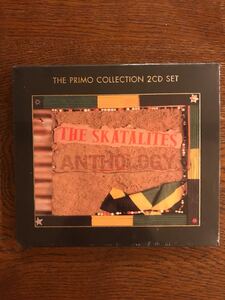 THE PRIMO COLLECTION 2CD SET
THE SKATALITES
ANTHOLOGY